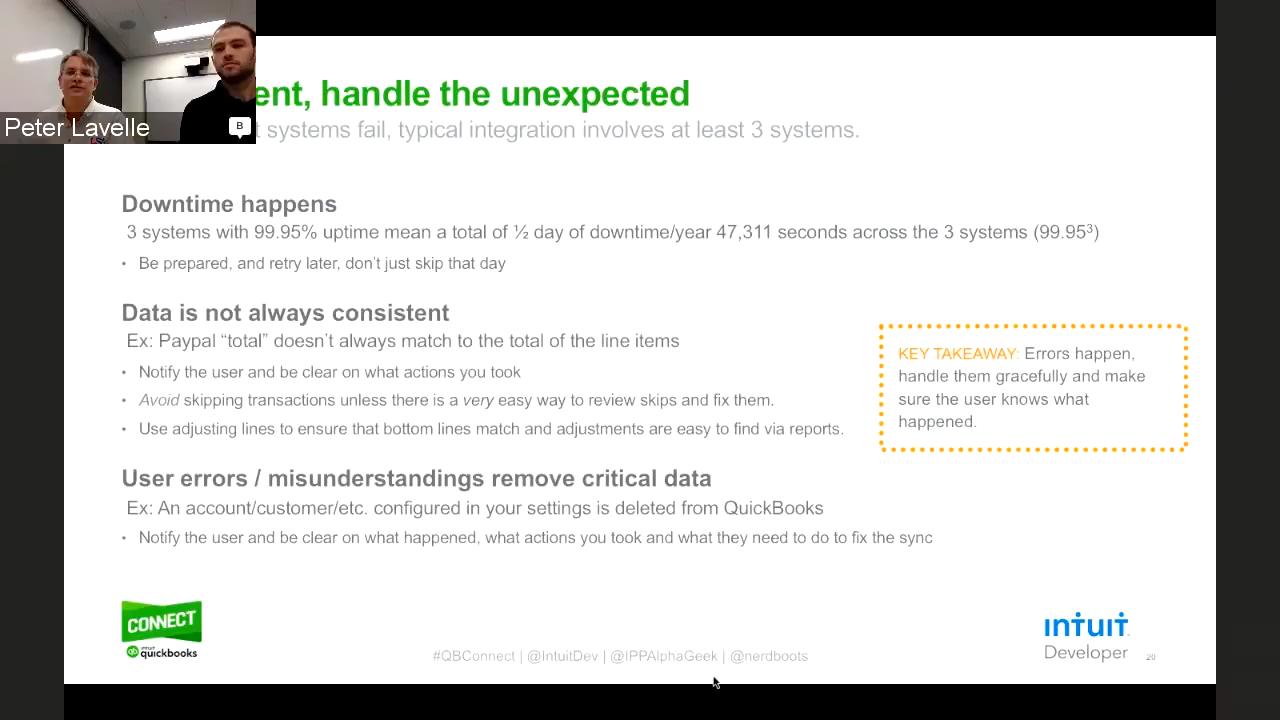 ent, handle the unexpected
t systems fail, typical integration involves at least 3 systems.
Peter Lavelle
B
Downtime happens
3 systems with 99.95% uptime mean a total of ½ day of downtime/year 47,311 seconds across the 3 systems (99.95³)
• Be prepared, and retry later, don't just skip that day
Data is not always consistent
Ex: Paypal “total” doesn't always match to the total of the line items
• Notify the user and be clear on what actions you took
• Avoid skipping transactions unless there is a very easy way to review skips and fix them.
• Use adjusting lines to ensure that bottom lines match and adjustments are easy to find via reports.
KEY TAKEAWAY: Errors happen,
handle them gracefully and make
sure the user knows what
happened.
User errors / misunderstandings remove critical data
Ex: An account/customer/etc. configured in your settings is deleted from QuickBooks
• Notify the user and be clear on what happened, what actions you took and what they need to do to fix the sync
CONNECT
qb intuit quickbooks
#QBConnect | @IntuitDev | @IPPAlphaGeek | @nerdboots
intuit
Developer
20